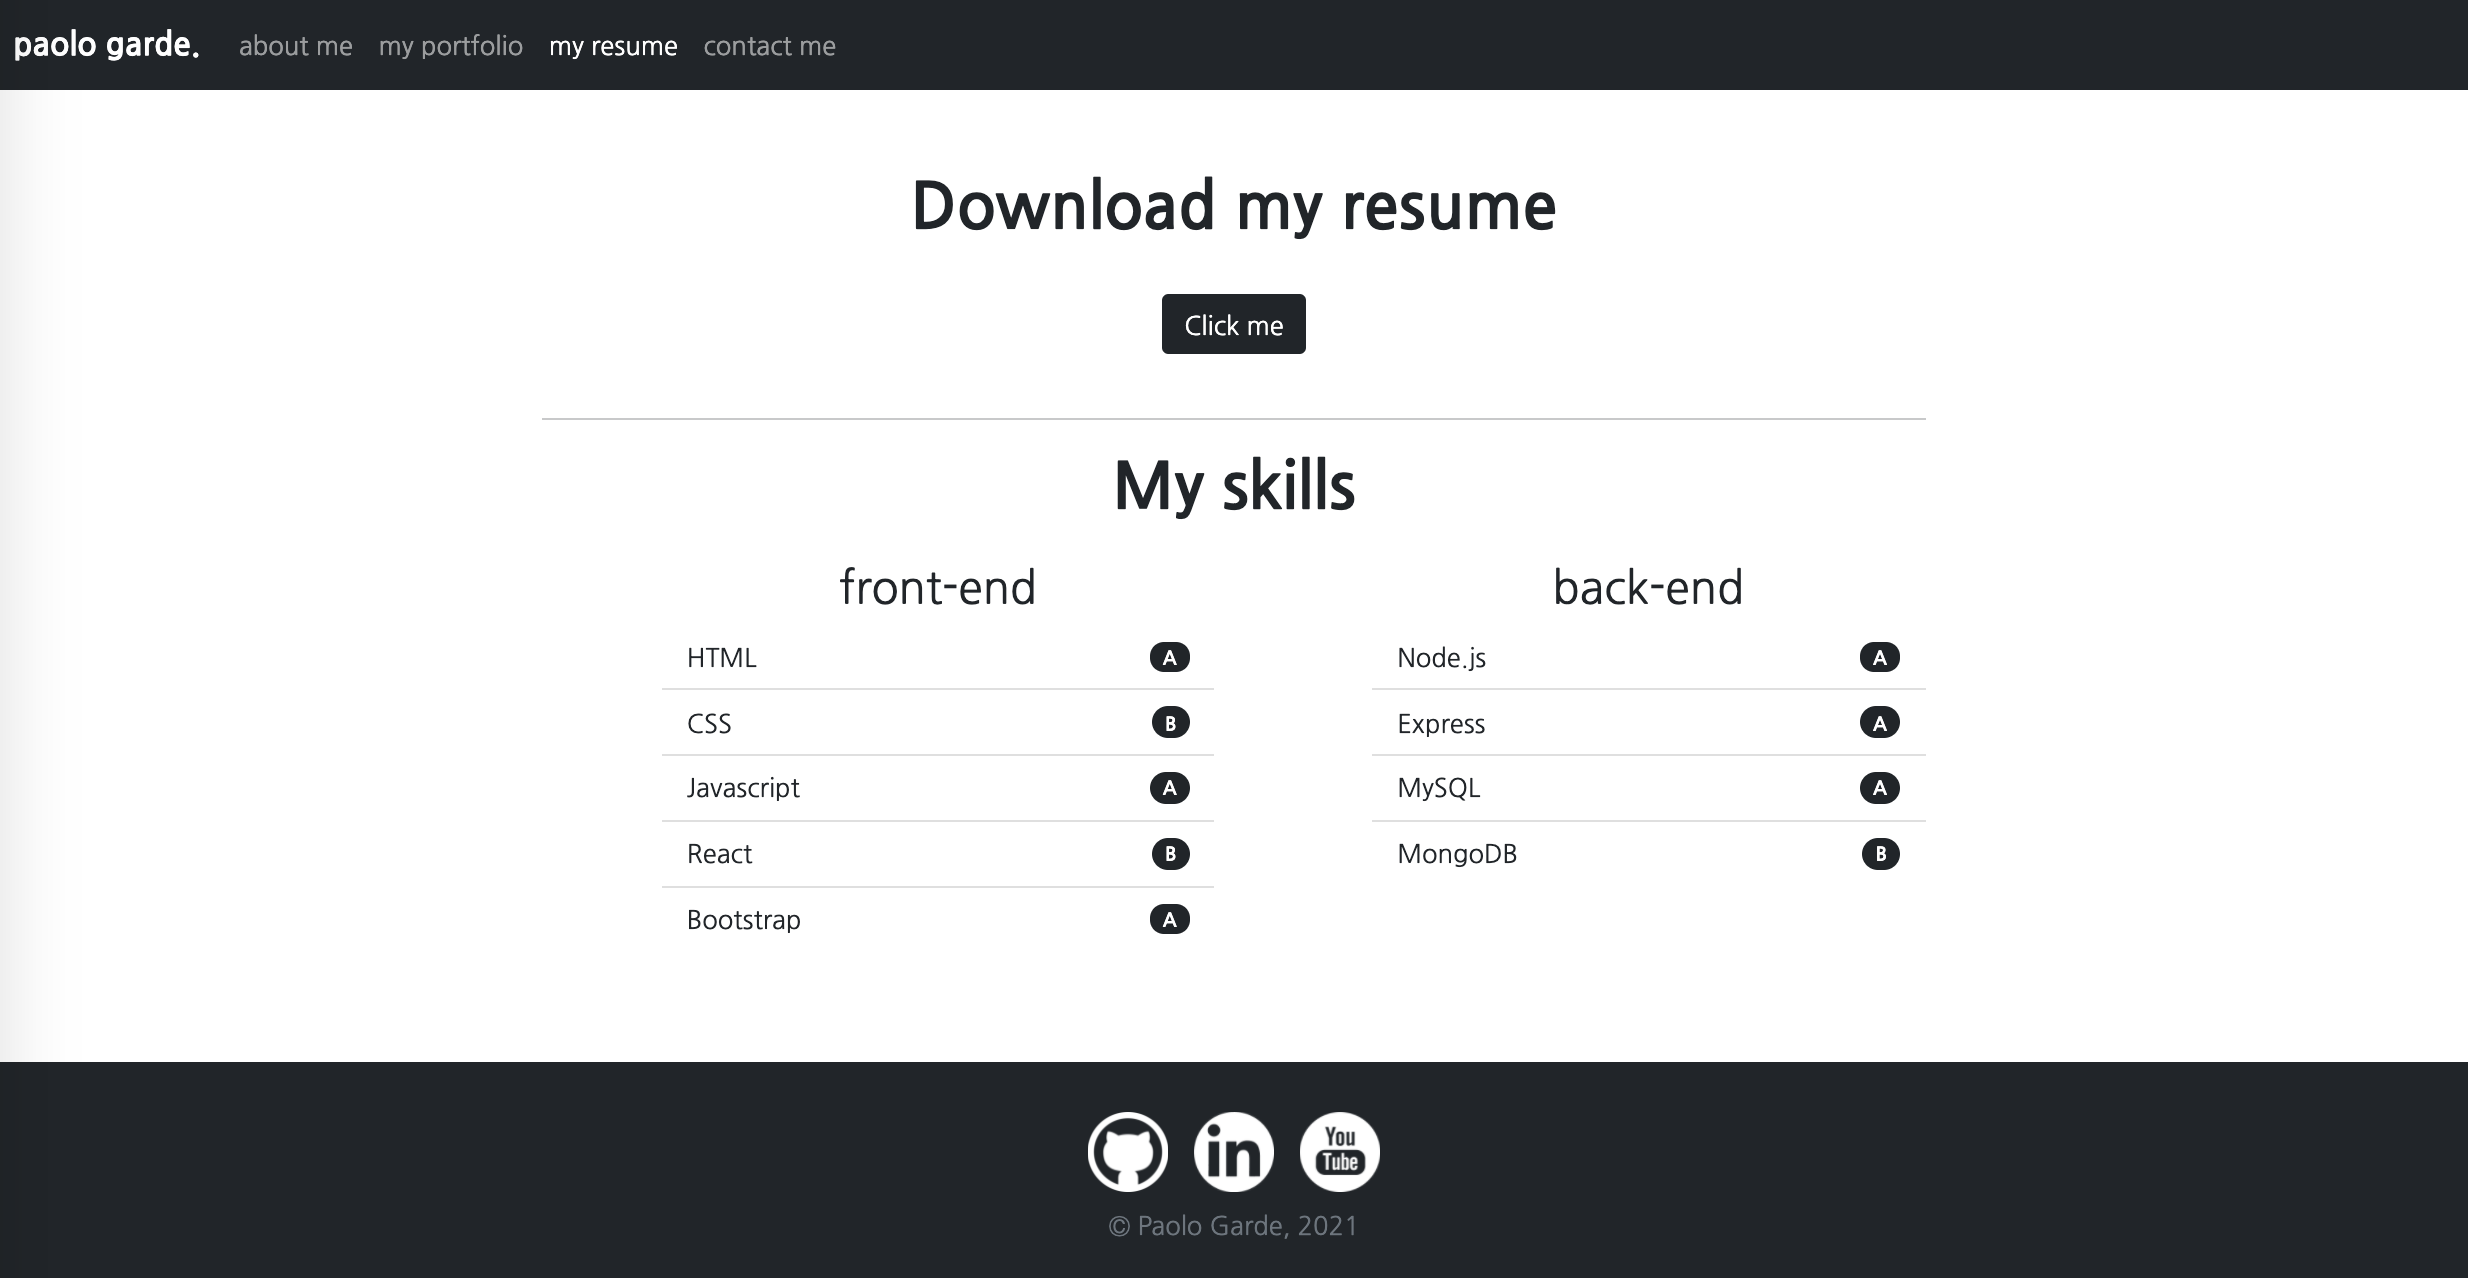 paolo garde. about me my portfolio my resume contact me
Download my resume
Click me
My skills
front-end
HTML A
CSS B
Javascript A
React B
Bootstrap A
back-end
Node.js A
Express A
MySQL A
MongoDB B
in
You
Tube
© Paolo Garde, 2021